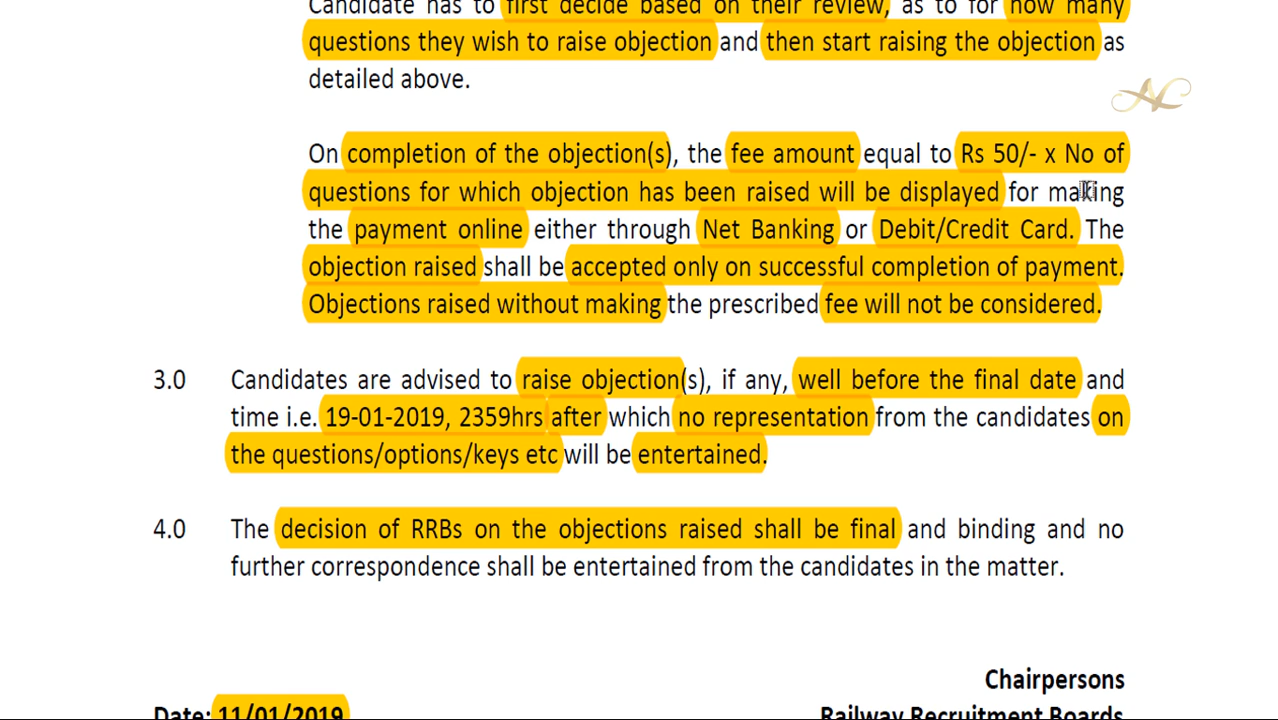 Candidate has to first decide based on their review, as to for how many
questions they wish to raise objection and then start raising the objection as
detailed above.
On completion of the objection(s), the fee amount equal to Rs 50/- x No of
questions for which objection has been raised will be displayed for making
the payment online either through Net Banking or Debit/Credit Card. The
objection raised shall be accepted only on successful completion of payment.
Objections raised without making the prescribed fee will not be considered.
3.0 Candidates are advised to raise objection(s), if any, well before the final date and
time i.e. 19-01-2019, 2359hrs after which no representation from the candidates on
the questions/options/keys etc will be entertained.
4.0 The decision of RRBs on the objections raised shall be final and binding and no
further correspondence shall be entertained from the candidates in the matter.
Chairpersons
Date: 11/01/2019 Railway Recruitment Boards